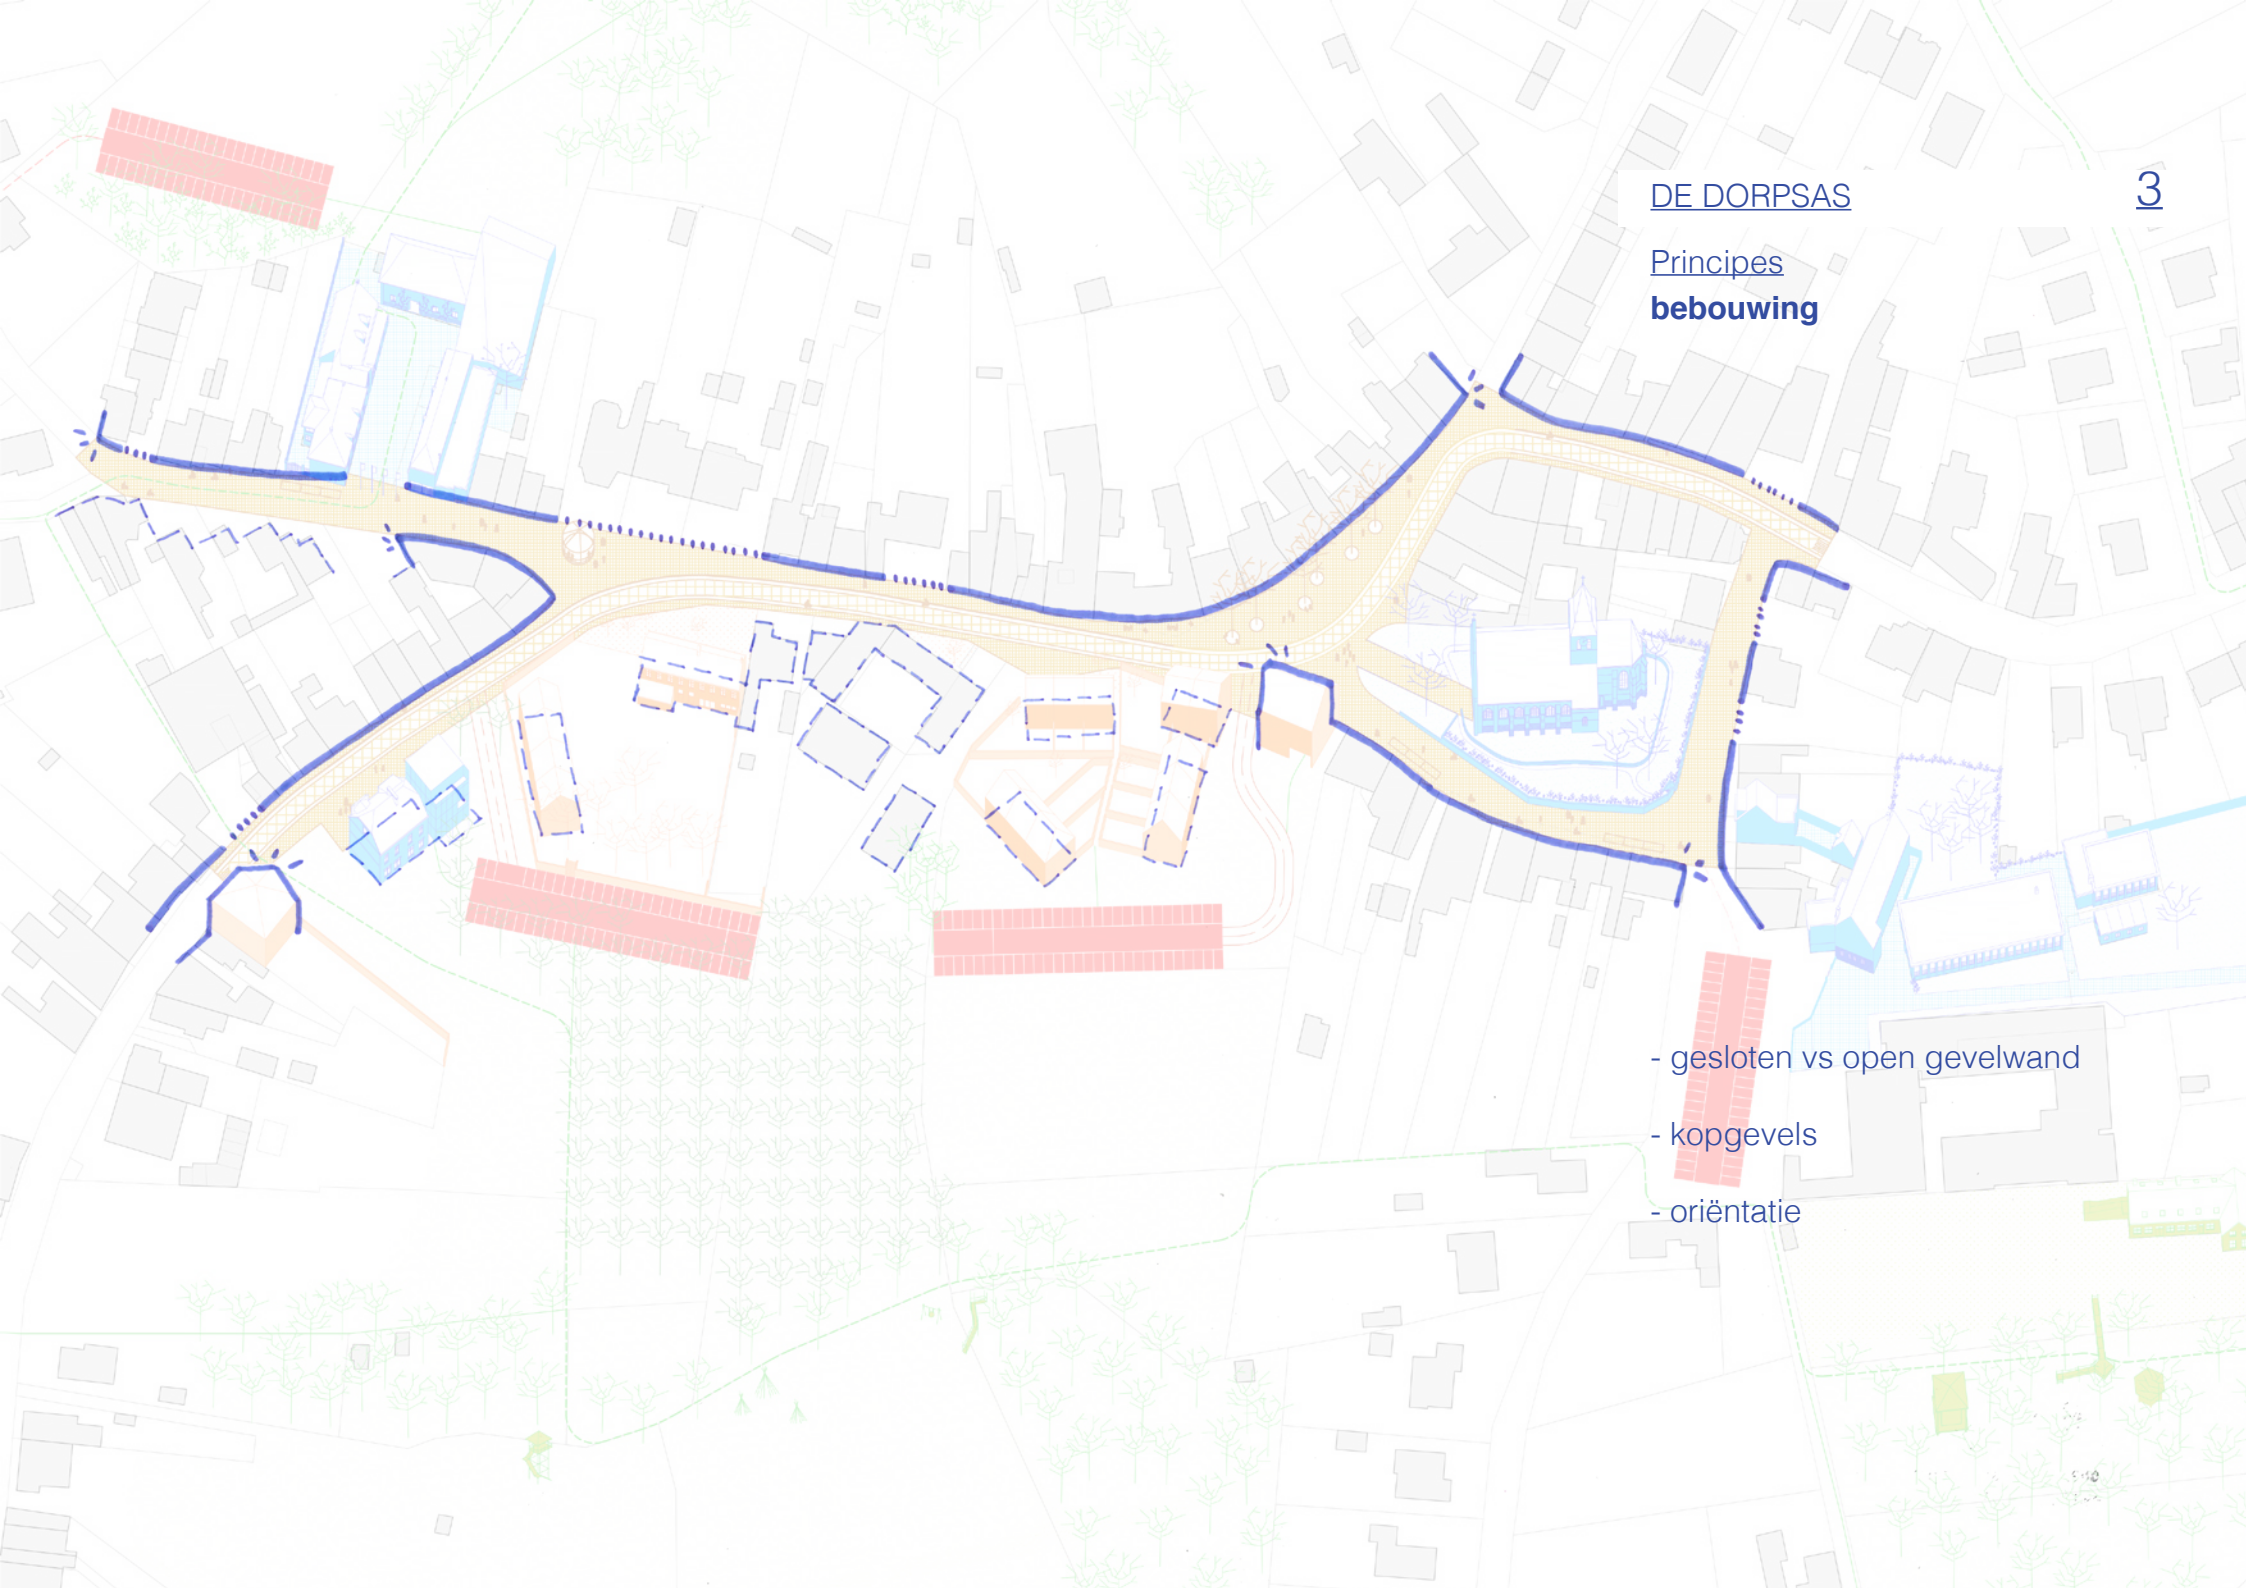 DE DORPSAS 3
Principes
bebouwing
- gesloten vs open gevelwand
- kopgevels
- oriëntatie